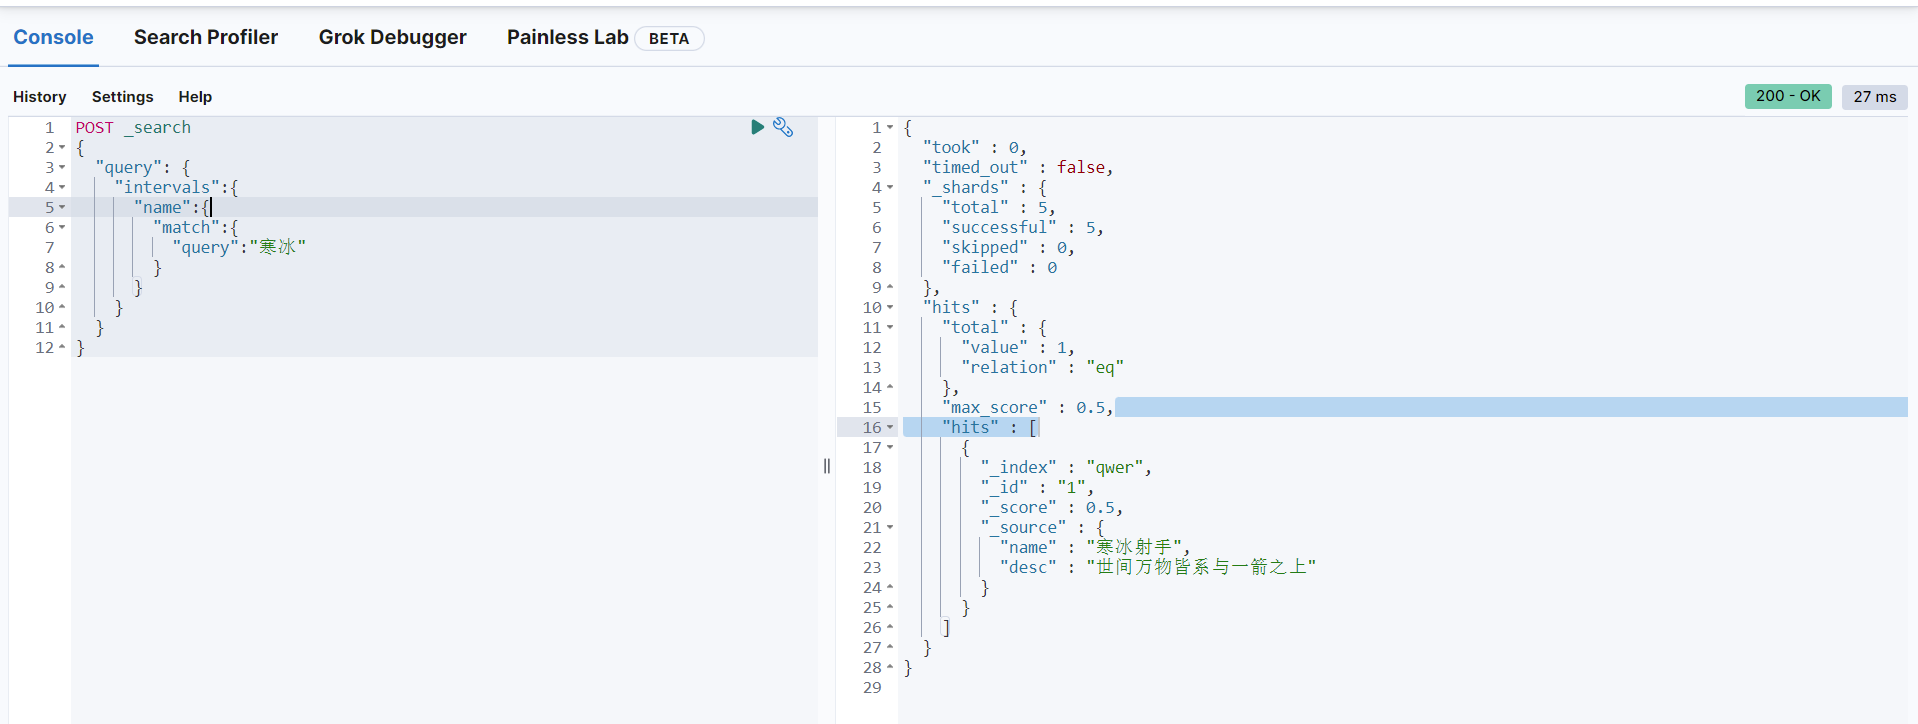 Console Search Profiler Grok Debugger Painless Lab BETA
History Settings Help 200 - OK 27 ms
1 POST _search
2 {
3 "query": {
4 "intervals":{
5 "name":{
6 "match":{
7 "query":"寒冰"
8 }
9 }
10 }
11 }
12 }
1 {
2 "took" : 0,
3 "timed_out" : false,
4 "_shards" : {
5 "total" : 5,
6 "successful" : 5,
7 "skipped" : 0,
8 "failed" : 0
9 },
10 "hits" : {
11 "total" : {
12 "value" : 1,
13 "relation" : "eq"
14 },
15 "max_score" : 0.5,
16 "hits" : [
17 {
18 "_index" : "qwer",
19 "_id" : "1",
20 "_score" : 0.5,
21 "_source" : {
22 "name" : "寒冰射手",
23 "desc" : "世间万物皆系与一箭之上"
24 }
25 }
26 ]
27 }
28 }
29